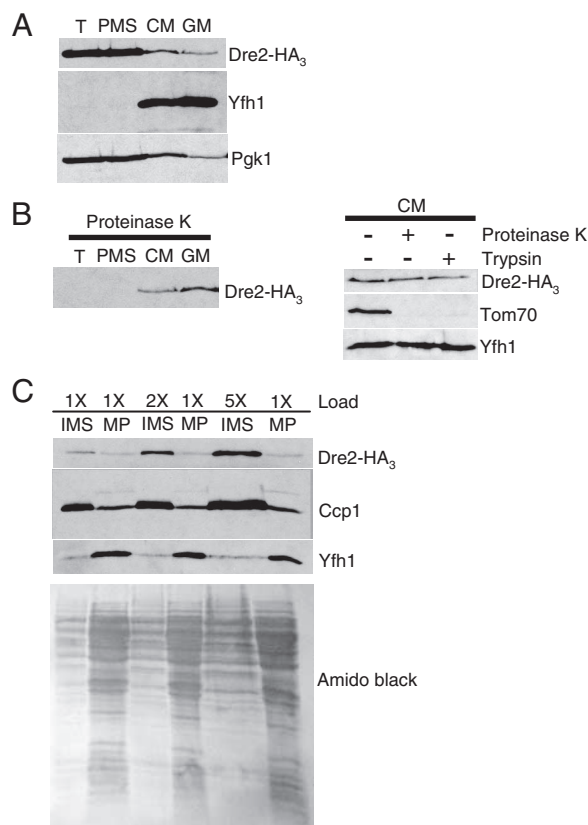 A
T PMS CM GM
Dre2-HA3
Yfh1
Pgk1
B
Proteinase K
T PMS CM GM
Dre2-HA3
CM
- + - Proteinase K
- - + Trypsin
Dre2-HA3
Tom70
Yfh1
C
1X 1X 2X 1X 5X 1X Load
IMS MP IMS MP IMS MP
Dre2-HA3
Ccp1
Yfh1
Amido black